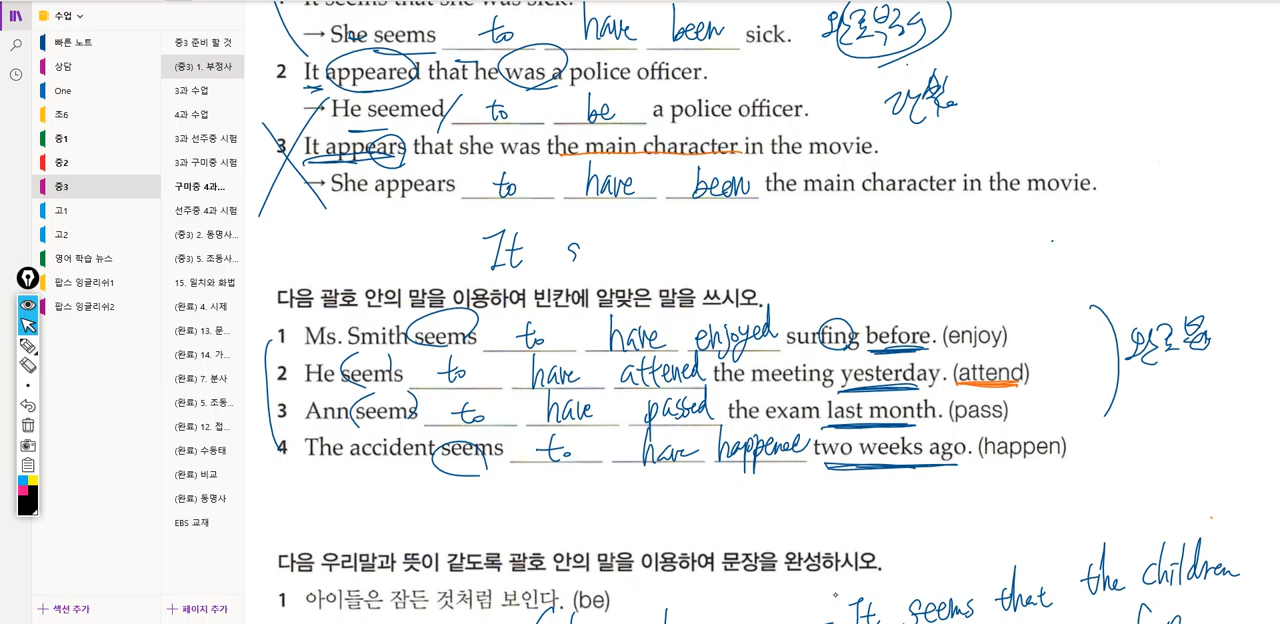 수업
빠른 노트
상담
One
초6
중1
중2
중3
고1
고2
영어 학습 뉴스
팝스 잉글리쉬1
팝스 잉글리쉬2
섹션 추가
중3 준비 할 것
(중3) 1. 부정사
3과 수업
4과 수업
3과 선주중 시험
3과 구미중 시험
구미중 4과...
선주중 4과 시험
(중3) 2. 동명사...
(중3) 5. 조동사...
15. 일치와 화법
(완료) 4. 시제
(완료) 13. 문...
(완료) 14. 가...
(완료) 7. 분사
(완료) 5. 조동...
(완료) 12. 접...
수동태
(완료) 비교
(완료) 동명사
EBS 교재
페이지 추가
It seems that she was sick.
→ She seems to have been sick.
2 It appeared that he was a police officer.
→ He seemed to be a police officer.
3 It appears that she was the main character in the movie.
→ She appears to have been the main character in the movie.
It s
다음 괄호 안의 말을 이용하여 빈칸에 알맞은 말을 쓰시오.
1 Ms. Smith seems to have enjoyed surfing before. (enjoy)
2 He seems to have attened the meeting yesterday. (attend)
3 Ann seems to have passed the exam last month. (pass)
4 The accident seems to have happened two weeks ago. (happen)
다음 우리말과 뜻이 같도록 괄호 안의 말을 이용하여 문장을 완성하시오.
1 아이들은 잠든 것처럼 보인다. (be)
It seems that the children